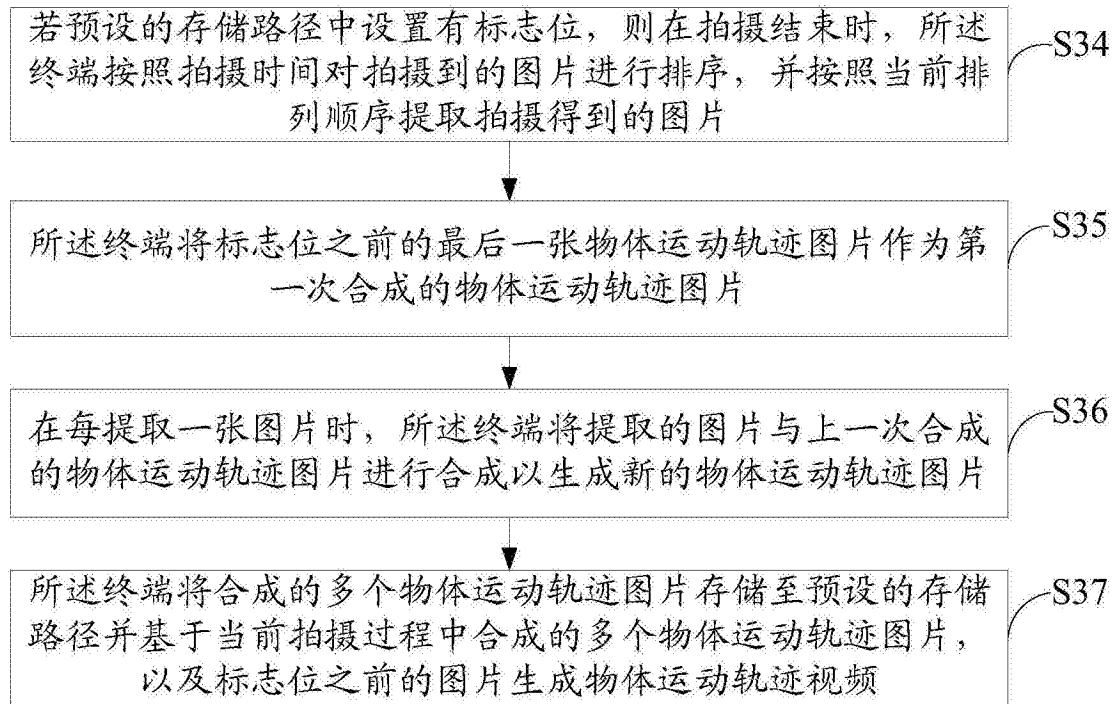 若预设的存储路径中设置有标志位，则在拍摄结束时，所述
终端按照拍摄时间对拍摄到的图片进行排序，并按照当前排
列顺序提取拍摄得到的图片
S34
所述终端将标志位之前的最后一张物体运动轨迹图片作为第
一次合成的物体运动轨迹图片
S35
在每提取一张图片时，所述终端将提取的图片与上一次合成
的物体运动轨迹图片进行合成以生成新的物体运动轨迹图片
S36
所述终端将合成的多个物体运动轨迹图片存储至预设的存储
路径并基于当前拍摄过程中合成的多个物体运动轨迹图片，
以及标志位之前的图片生成物体运动轨迹视频
S37